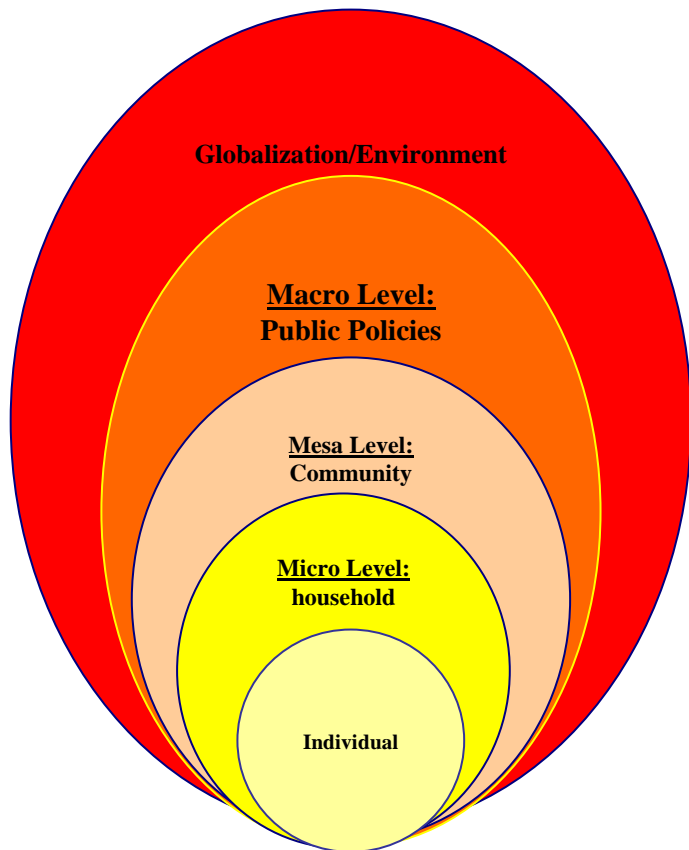 Globalization/Environment
Macro Level:
Public Policies
Mesa Level:
Community
Micro Level:
household
Individual